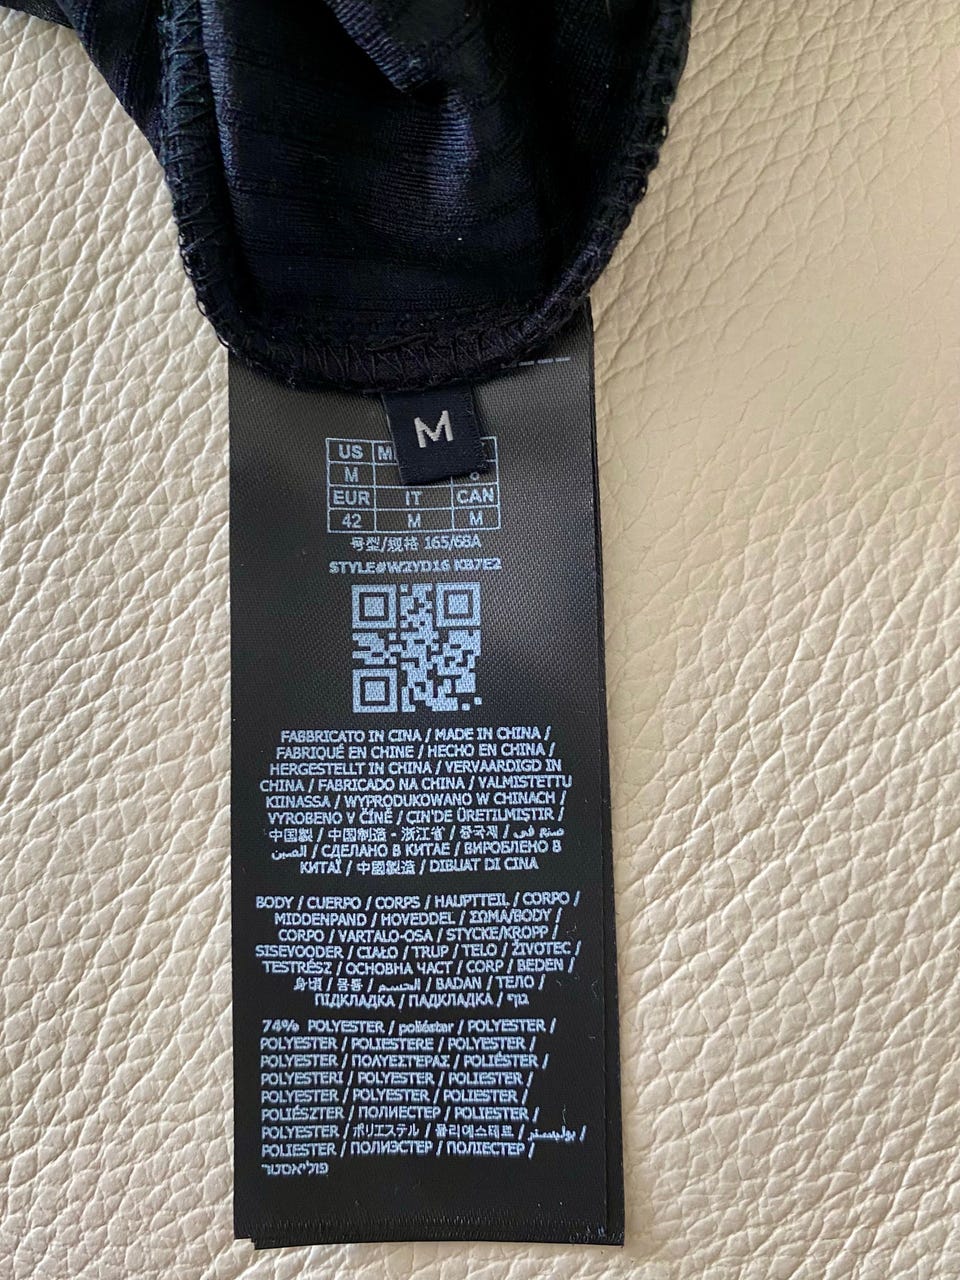 M
US
M 8
EUR IT CAN
42 M M
号型/规格 165/68A
STYLE#W2YD16 KB7E2
FABBRICATO IN CINA / MADE IN CHINA /
FABRIQUÉ EN CHINE / HECHO EN CHINA /
HERGESTELLT IN CHINA / VERVAARDIGD IN
CHINA / FABRICADO NA CHINA / VALMISTETTU
KIINASSA / WYPRODUKOWANO W CHINACH /
VYROBENO V ČÍNĚ / ÇIN'DE ÜRETILMIŞTIR /
中国製 / 中国制造 - 浙江省 / 중국제 / صنع في
الصين / СДЕЛАНО В КИТАЕ / ВИРОБЛЕНО В
КИТАЇ / 中國製造 / DIBUAT DI CINA
BODY / CUERPO / CORPS / HAUPTTEIL / CORPO /
MIDDENPAND / HOVEDDEL / ΣΩΜΑ/BODY /
CORPO / VARTALO-OSA / STYCKE/KROPP /
SISEVOODER / CIAŁO / TRUP / TELO / ŽIVOTEC /
TESTRÉSZ / ОСНОВНА ЧАСТ / CORP / BEDEN /
身頃 / 몸통 / الجسم / BADAN / ТЕЛО /
ПІДКЛАДКА / ПАДКЛАДКА / גוף
74% POLYESTER / poliéster / POLYESTER /
POLYESTER / POLIESTERE / POLYESTER /
POLYESTER / ΠΟΛΥΕΣΤΕΡΑΣ / POLIÉSTER /
POLYESTERI / POLYESTER / POLIESTER /
POLYESTER / POLYESTER / POLIESTER /
POLIÉSZTER / ПОЛИЕСТЕР / POLIESTER /
POLYESTER / ポリエステル / 폴리에스테르 / بوليستر /
POLIESTER / ПОЛИЭСТЕР / ПОЛІЕСТЕР /
פוליאסטר